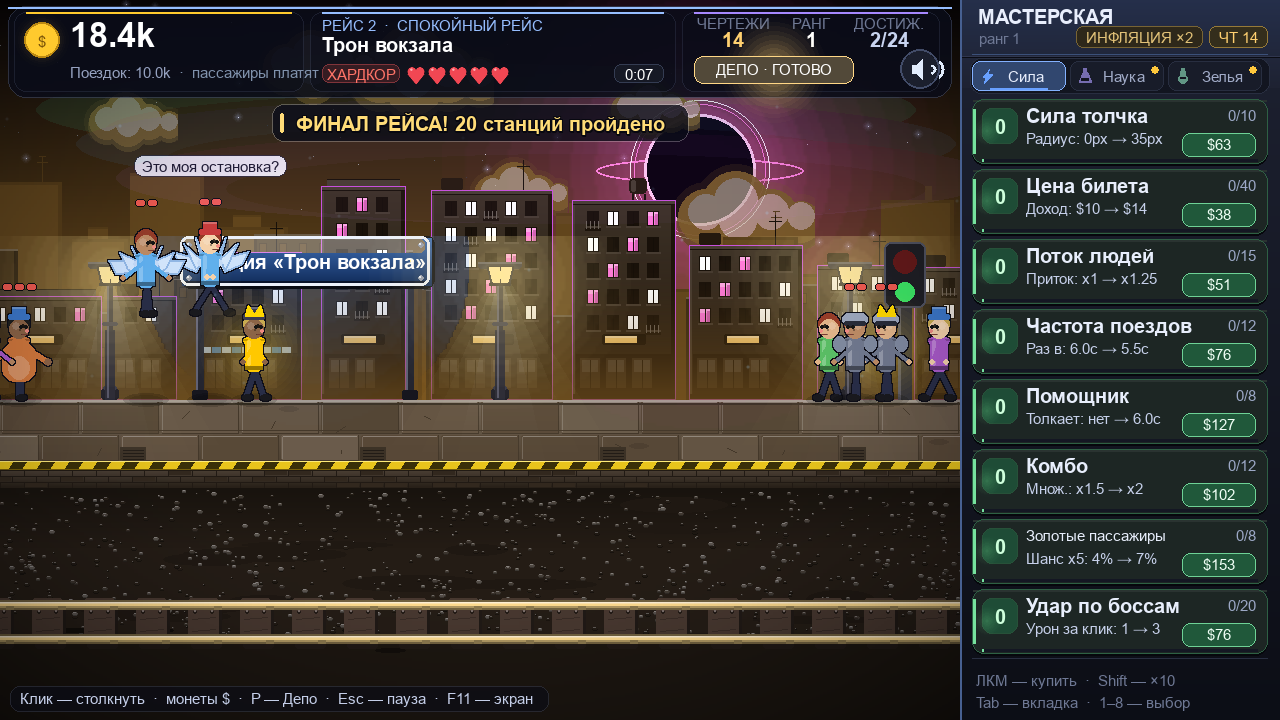 18.4k
Поездок: 10.0k · пассажиры платят
РЕЙС 2 · СПОКОЙНЫЙ РЕЙС
Трон вокзала
ХАРДКОР
0:07
ЧЕРТЕЖИ РАНГ ДОСТИЖ.
14 1 2/24
ДЕПО · ГОТОВО
ФИНАЛ РЕЙСА! 20 станций пройдено
Это моя остановка?
«Трон вокзала»
Клик — столкнуть · монеты $ · P — Депо · Esc — пауза · F11 — экран
МАСТЕРСКАЯ
ранг 1
ИНФЛЯЦИЯ ×2
ЧТ 14
Сила
Наука
Зелья
0
Сила толчка 0/10
Радиус: 0px → 35px
$63
0
Цена билета 0/40
Доход: $10 → $14
$38
0
Поток людей 0/15
Приток: x1 → x1.25
$51
0
Частота поездов 0/12
Раз в: 6.0с → 5.5с
$76
0
Помощник 0/8
Толкает: нет → 6.0с
$127
0
Комбо 0/12
Множ.: x1.5 → x2
$102
0
Золотые пассажиры 0/8
Шанс x5: 4% → 7%
$153
0
Удар по боссам 0/20
Урон за клик: 1 → 3
$76
ЛКМ — купить · Shift — ×10
Tab — вкладка · 1–8 — выбор